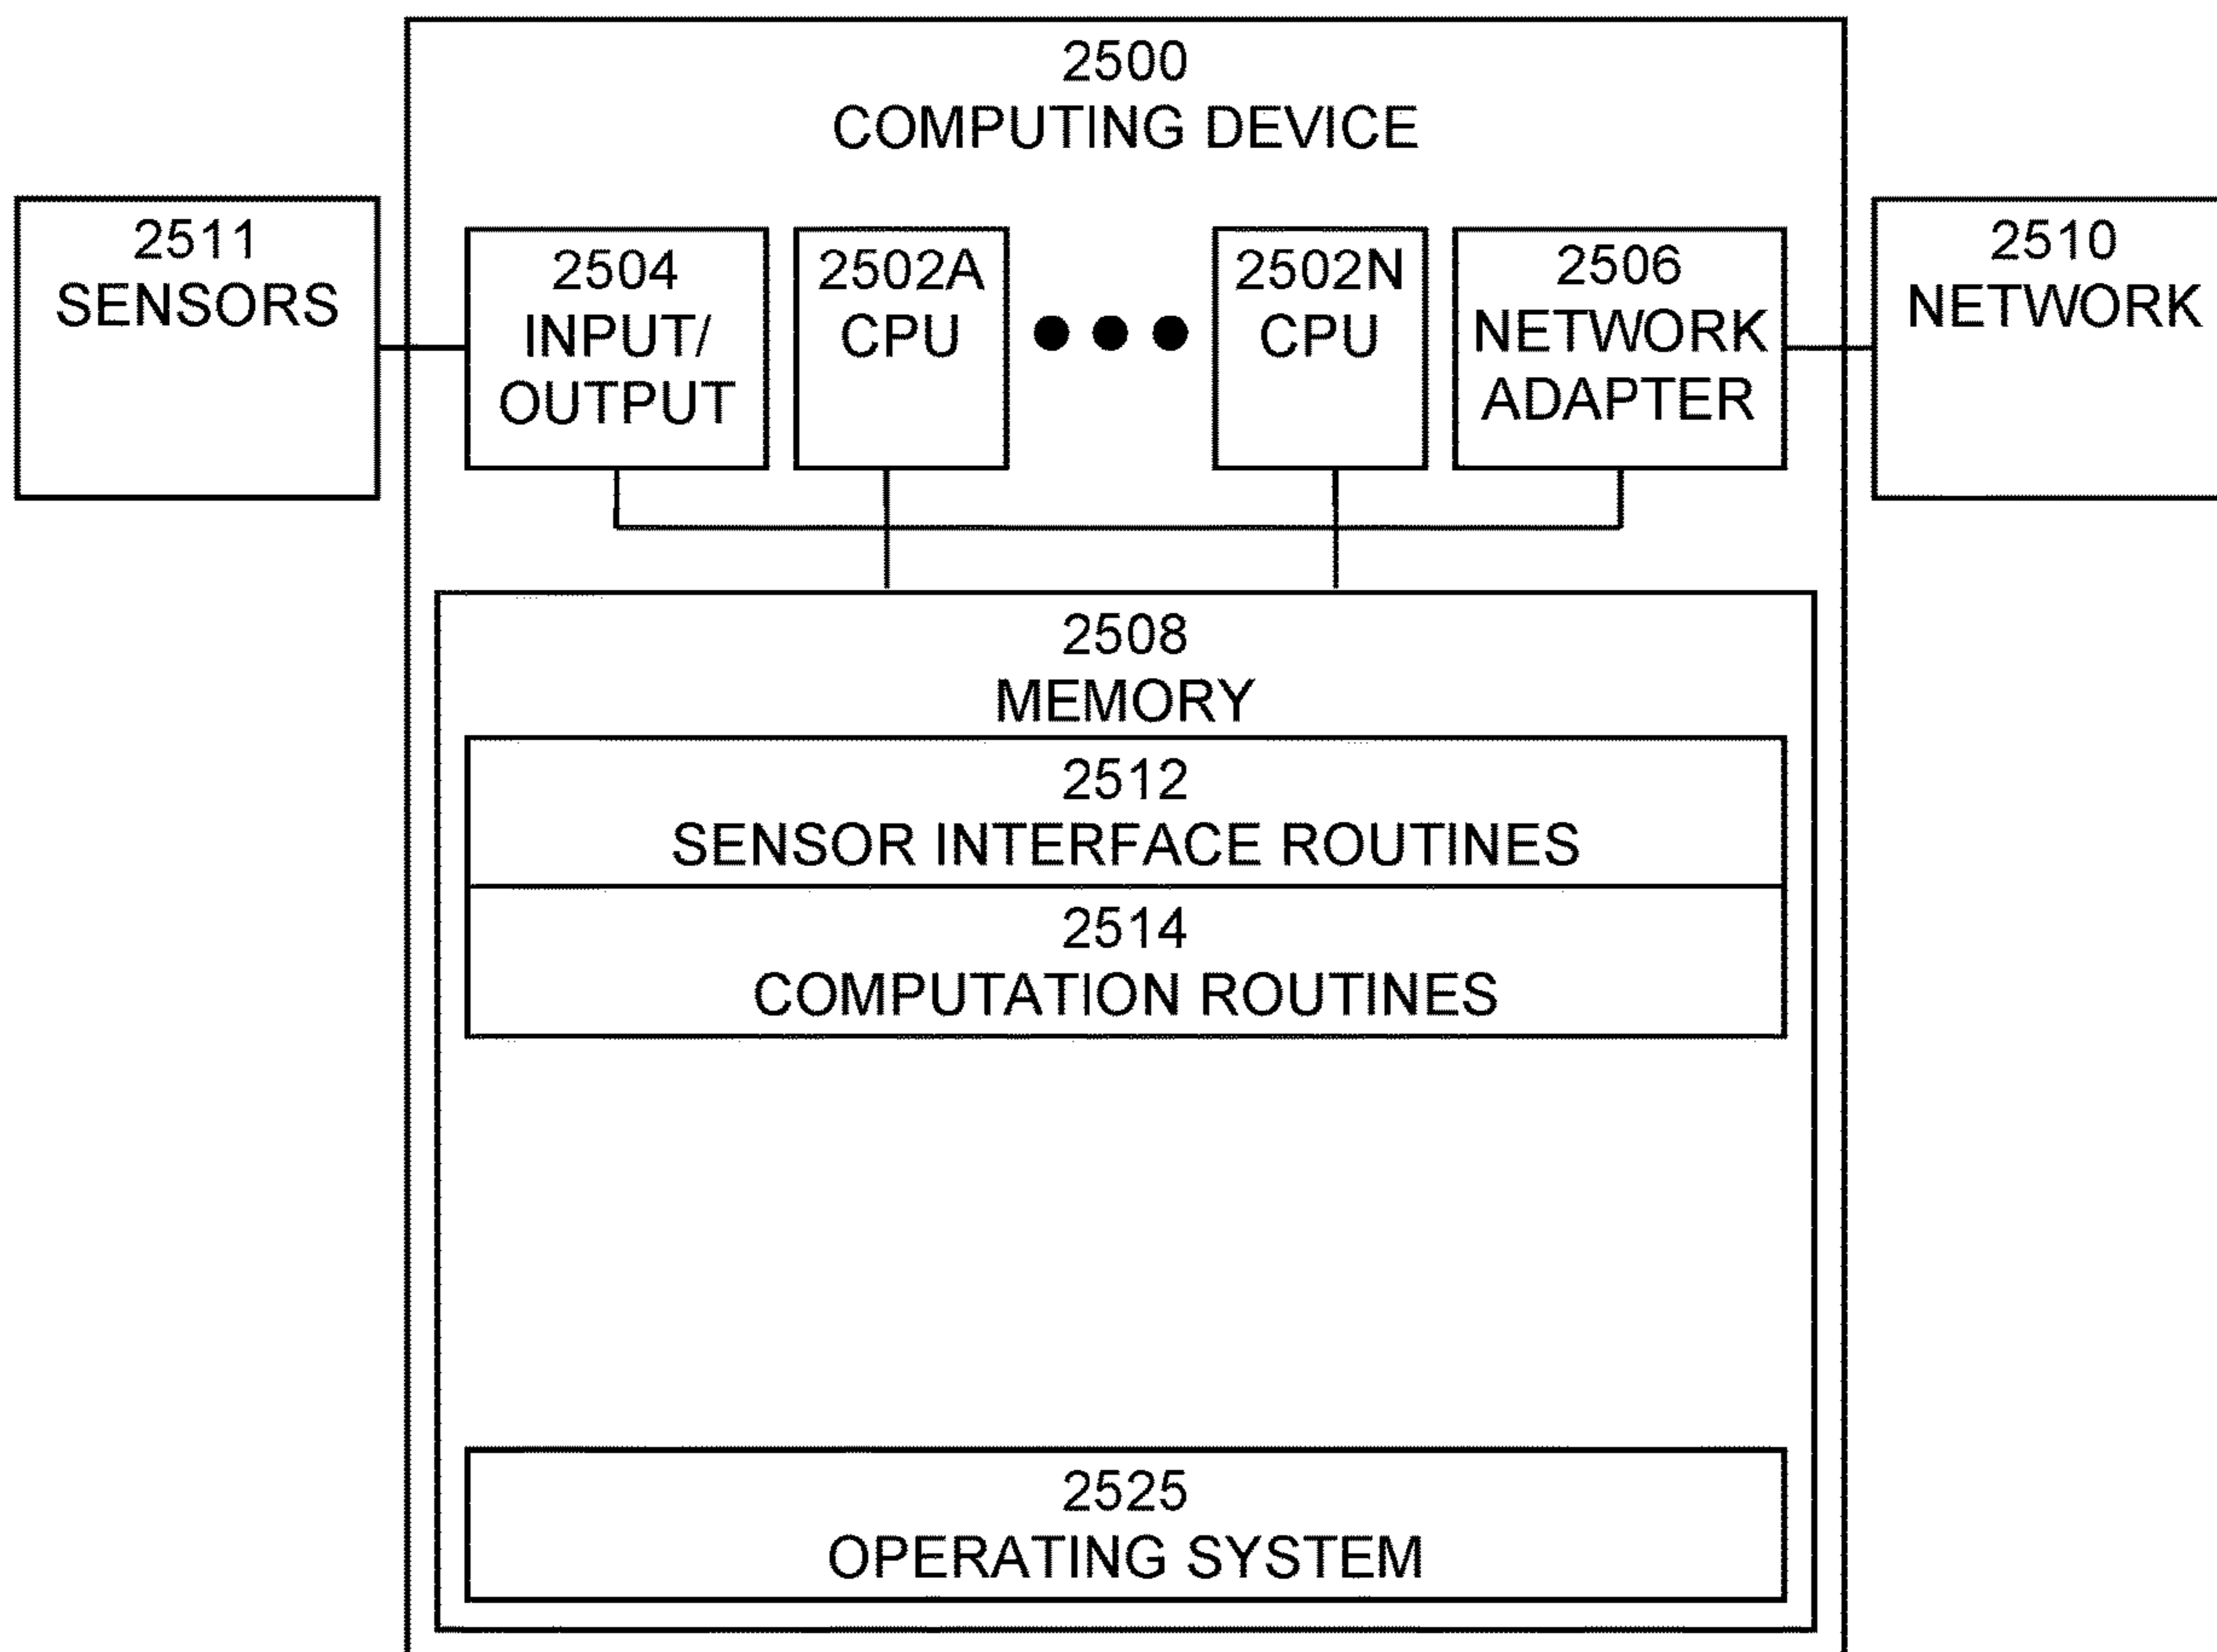 2500
COMPUTING DEVICE
2511
SENSORS
2504
INPUT/
OUTPUT
2502A
CPU
2502N
CPU
2506
NETWORK
ADAPTER
2510
NETWORK
2508
MEMORY
2512
SENSOR INTERFACE ROUTINES
2514
COMPUTATION ROUTINES
2525
OPERATING SYSTEM